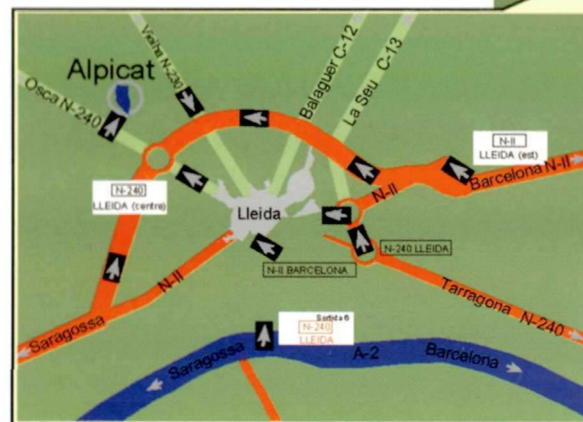 Vielha N-230
Balaguer C-12
La Seu C-13
Alpicat
Osca N-240
N-II
LLEIDA (est)
Barcelona N-II
N-II
N-240
LLEIDA (centre)
Lleida
N-240 LLEIDA
N-II BARCELONA
N-II
Saragossa
Tarragona N-240
Sortida 6
N-240
LLEIDA
Saragossa
A-2
Barcelona